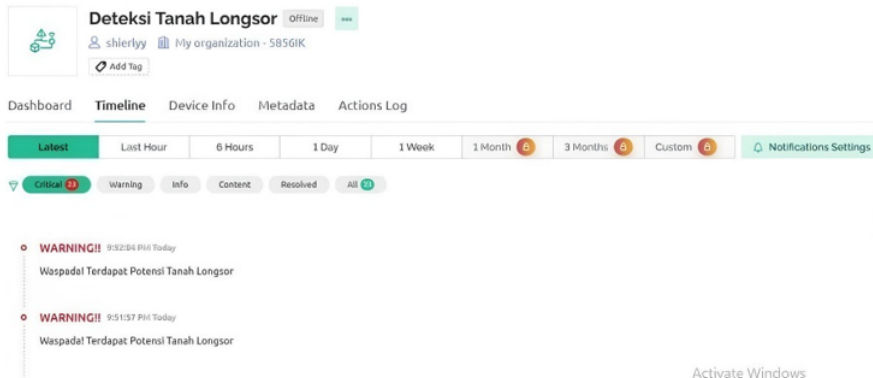 Deteksi Tanah Longsor Offline
shierlyy My organization - 5856IK
Add Tag
Dashboard Timeline Device Info Metadata Actions Log
Latest Last Hour 6 Hours 1 Day 1 Week 1 Month 3 Months Custom Notifications Settings
Critical 23 Warning Info Content Resolved All 23
WARNING!! 9:52:04 PM Today
Waspada! Terdapat Potensi Tanah Longsor
WARNING!! 9:51:57 PM Today
Waspada! Terdapat Potensi Tanah Longsor
Activate Windows